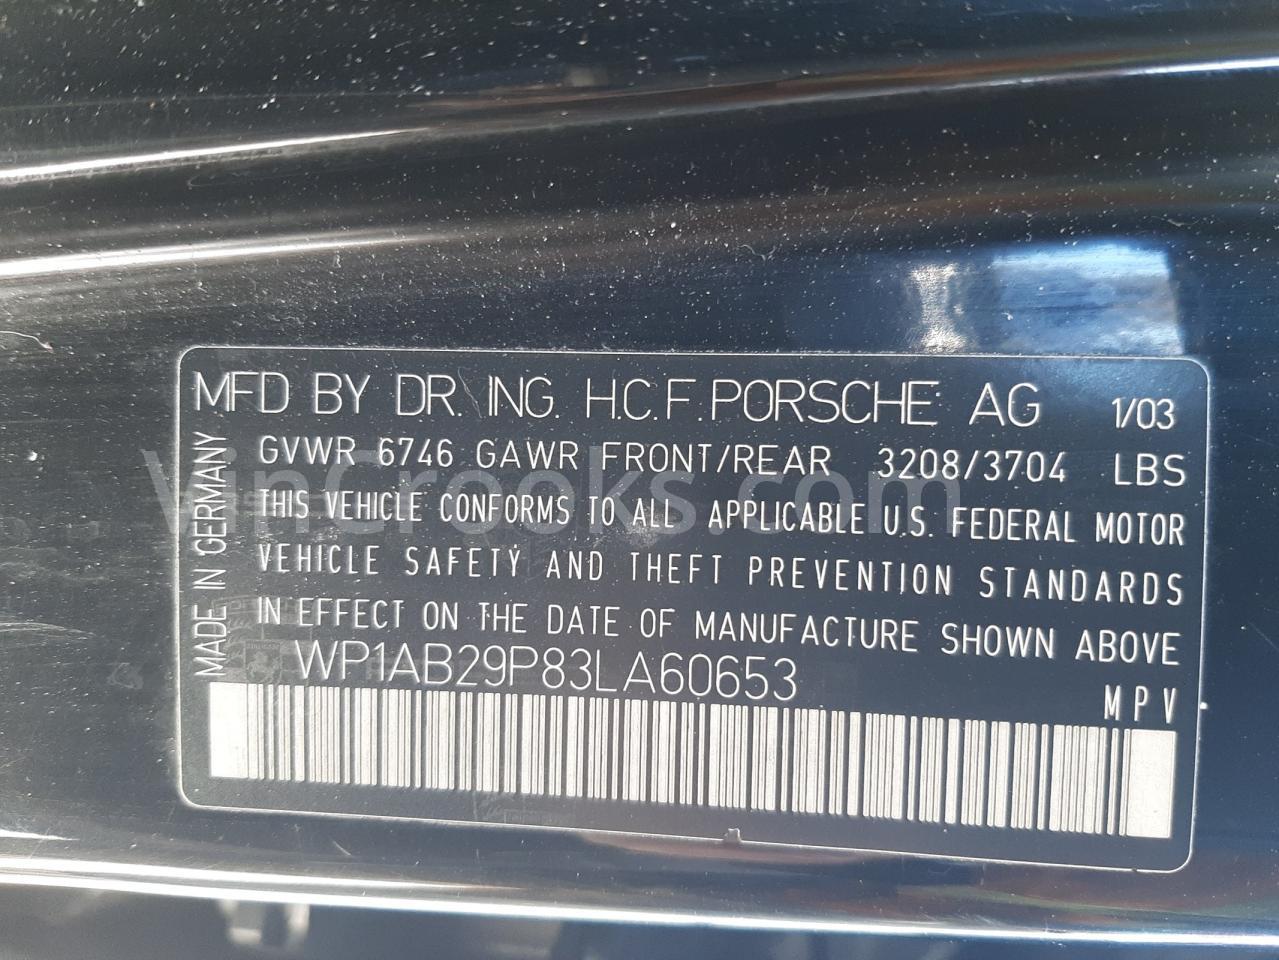 MFD BY DR. ING. H.C.F. PORSCHE AG 1/03
GVWR 6746 GAWR FRONT/REAR 3208/3704 LBS
THIS VEHICLE CONFORMS TO ALL APPLICABLE U.S. FEDERAL MOTOR
VEHICLE SAFETY AND THEFT PREVENTION STANDARDS
IN EFFECT ON THE DATE OF MANUFACTURE SHOWN ABOVE
WP1AB29P83LA60653
MPV
MADE IN GERMANY
VinCrooks.com